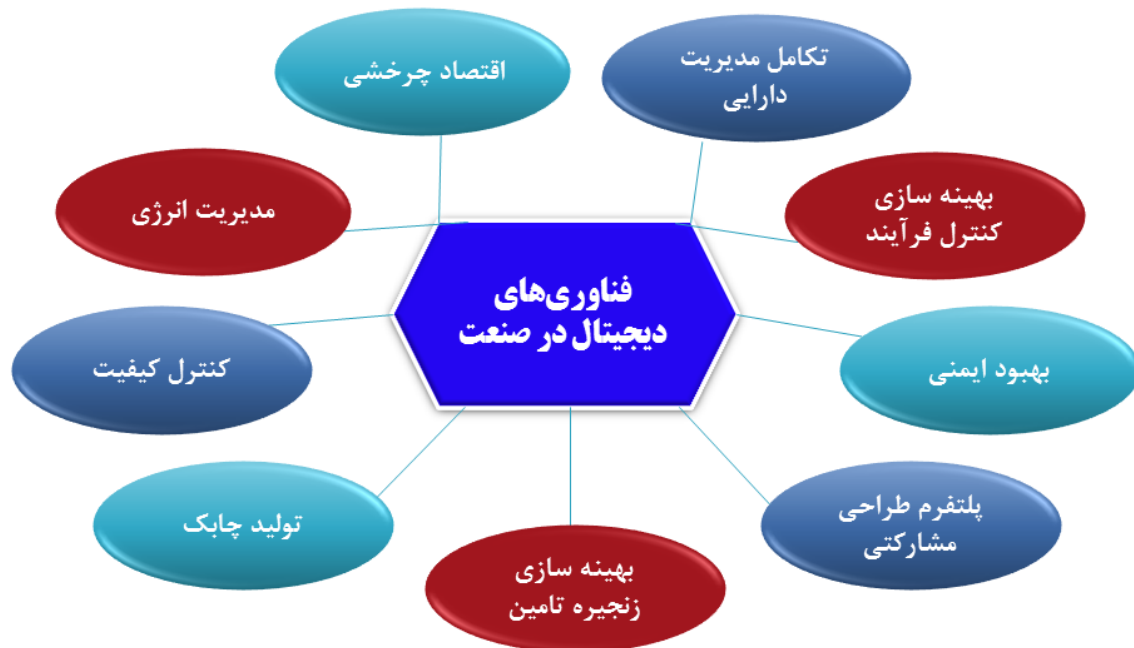 تکامل مدیریت
دارایی
اقتصاد چرخشی
بهینه سازی
کنترل فرآیند
مدیریت انرژی
فناوری‌های
دیجیتال در صنعت
بهبود ایمنی
کنترل کیفیت
پلتفرم طراحی
مشارکتی
تولید چابک
بهینه سازی
زنجیره تامین